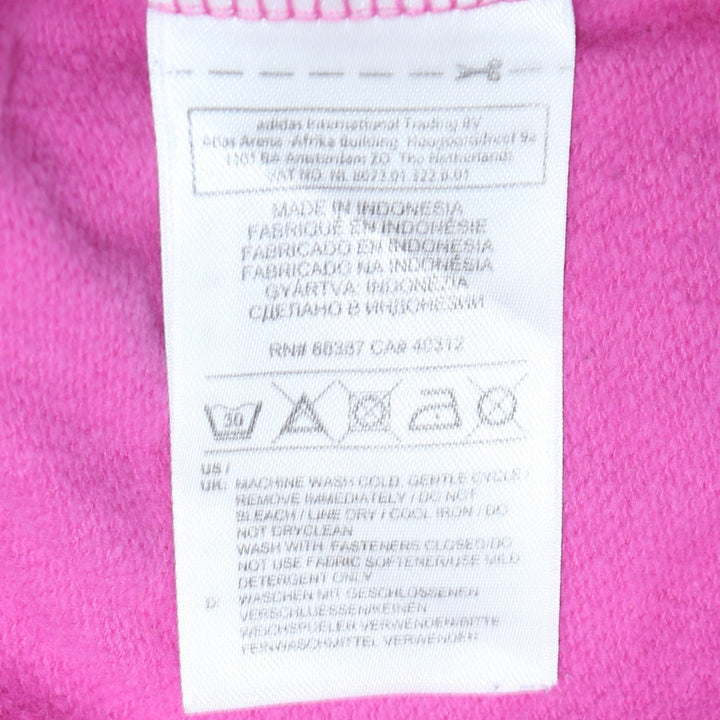 adidas International Trading BV
Atlas Arena -Afrika Building Hoogoorddreef 9a
1101 BA Amsterdam ZO The Netherlands
VAT NO. NL 8073.01.322.B.01
MADE IN INDONESIA
FABRIQUÉ EN INDONÉSIE
FABRICADO EN INDONESIA
FABRICADO NA INDONÉSIA
GYÁRTVA: INDONÉZIA
СДЕЛАНО В ИНДОНЕЗИИ
RN# 88387 CA# 40312
30
US /
UK: MACHINE WASH COLD, GENTLE CYCLE /
REMOVE IMMEDIATELY / DO NOT
BLEACH / LINE DRY / COOL IRON / DO
NOT DRYCLEAN
WASH WITH FASTENERS CLOSED/DO
NOT USE FABRIC SOFTENER/USE MILD
DETERGENT ONLY
D: WASCHEN MIT GESCHLOSSENEN
VERSCHLUESSEN/KEINEN
WEICHSPUELER VERWENDEN/BITTE
FEINWASCHMITTEL VERWENDEN